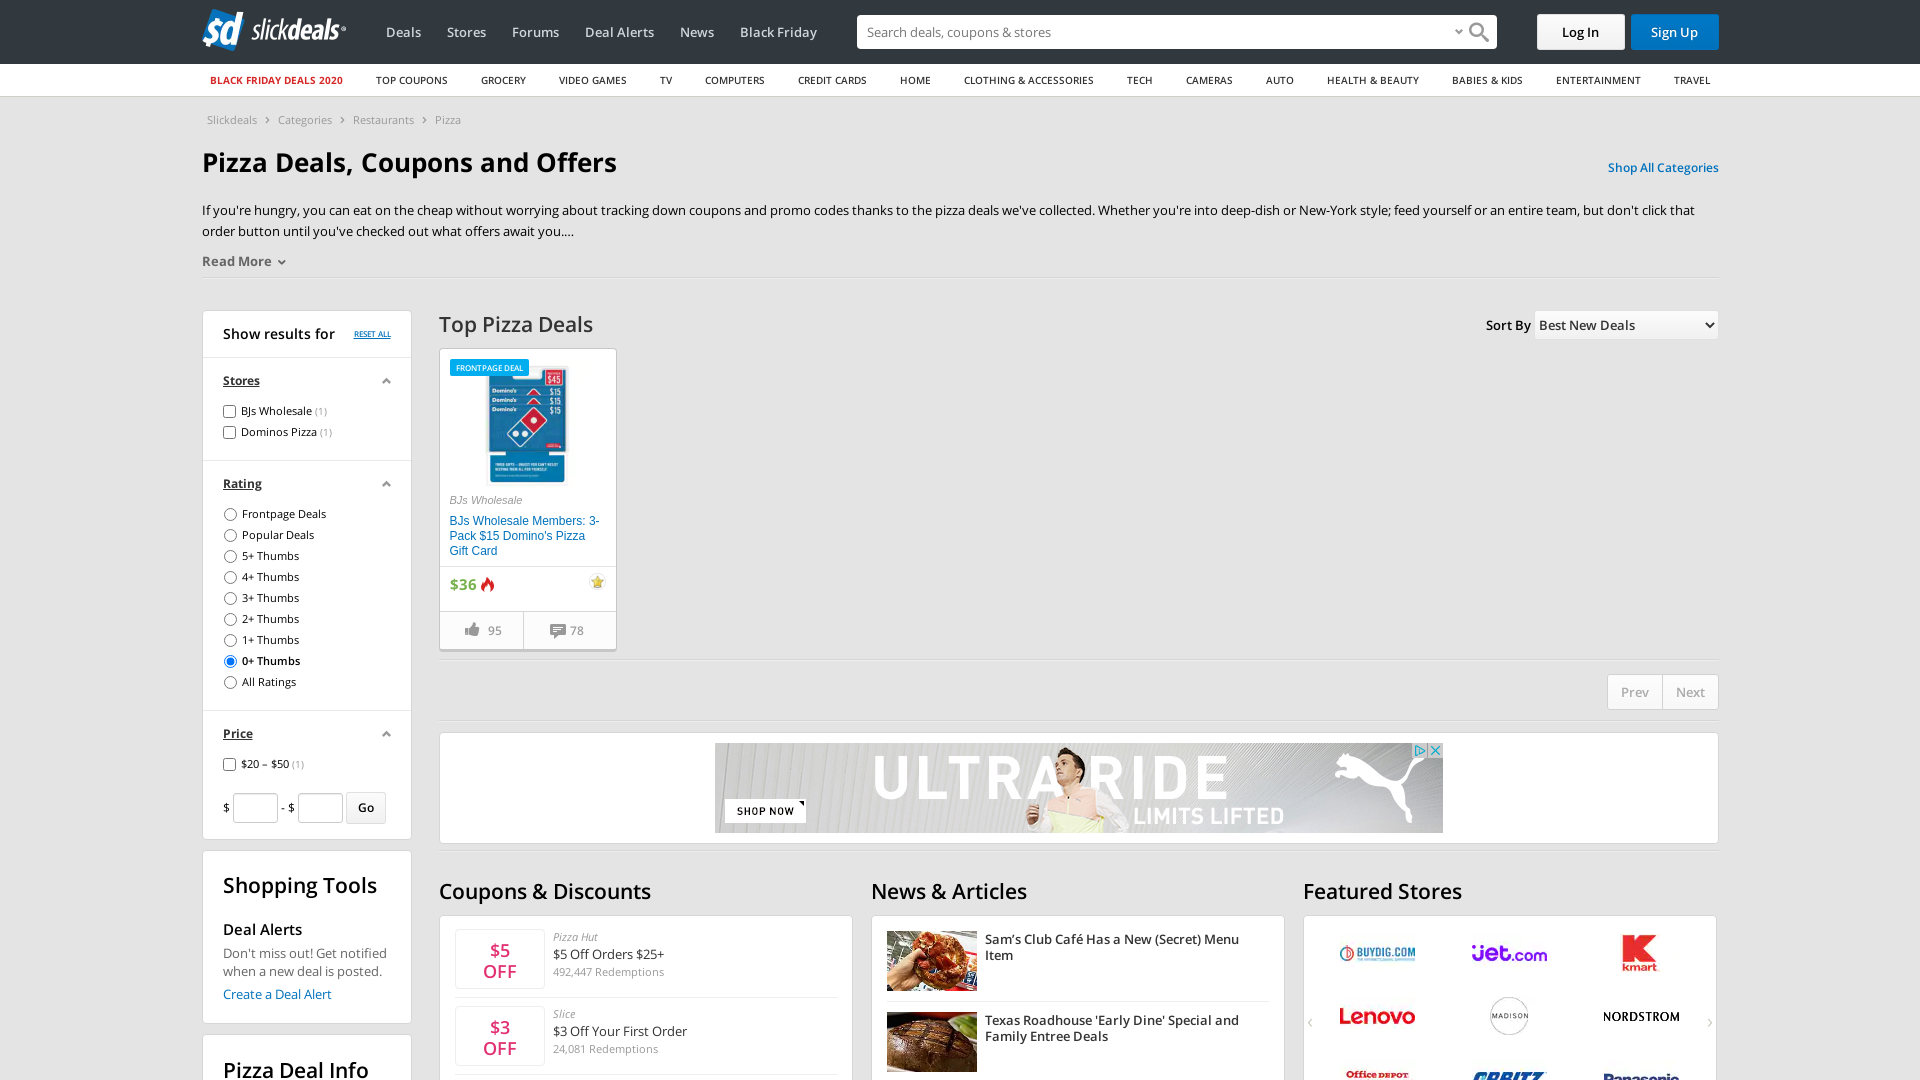 sd slickdeals
Deals
Stores
Forums
Deal Alerts
News
Black Friday
Search deals, coupons & stores
Log In
Sign Up
BLACK FRIDAY DEALS 2020
TOP COUPONS
GROCERY
VIDEO GAMES
TV
COMPUTERS
CREDIT CARDS
HOME
CLOTHING & ACCESSORIES
TECH
CAMERAS
AUTO
HEALTH & BEAUTY
BABIES & KIDS
ENTERTAINMENT
TRAVEL
Slickdeals > Categories > Restaurants > Pizza
Pizza Deals, Coupons and Offers
Shop All Categories
If you're hungry, you can eat on the cheap without worrying about tracking down coupons and promo codes thanks to the pizza deals we've collected. Whether you're into deep-dish or New-York style; feed yourself or an entire team, but don't click that
order button until you've checked out what offers await you....
Read More
Show results for
RESET ALL
Stores
BJs Wholesale (1)
Dominos Pizza (1)
Rating
Frontpage Deals
Popular Deals
5+ Thumbs
4+ Thumbs
3+ Thumbs
2+ Thumbs
1+ Thumbs
0+ Thumbs
All Ratings
Price
$20 – $50 (1)
$ - $ Go
Shopping Tools
Deal Alerts
Don't miss out! Get notified
when a new deal is posted.
Create a Deal Alert
Pizza Deal Info
Top Pizza Deals
Sort By Best New Deals
FRONTPAGE DEAL
$45
Domino's $15
Domino's $15
Domino's $15
BJs Wholesale
BJs Wholesale Members: 3-
Pack $15 Domino's Pizza
Gift Card
$36
95
78
Prev
Next
ULTRA RIDE
LIMITS LIFTED
SHOP NOW
Coupons & Discounts
$5
OFF
Pizza Hut
$5 Off Orders $25+
492,447 Redemptions
$3
OFF
Slice
$3 Off Your First Order
24,081 Redemptions
News & Articles
Sam's Club Café Has a New (Secret) Menu
Item
Texas Roadhouse 'Early Dine' Special and
Family Entree Deals
Featured Stores
BUYDIG.COM
Jet.com
K
kmart
Lenovo
MADISON
NORDSTROM
Office DEPOT
ORBITZ
Panasonic